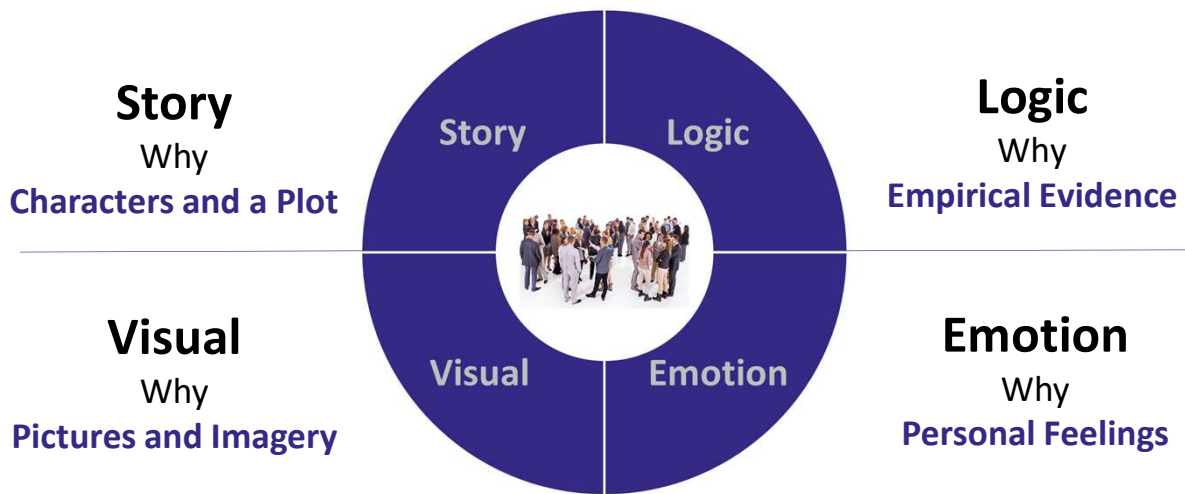 Story
Why
Characters and a Plot
Story
Logic
Logic
Why
Empirical Evidence
Visual
Why
Pictures and Imagery
Visual
Emotion
Emotion
Why
Personal Feelings